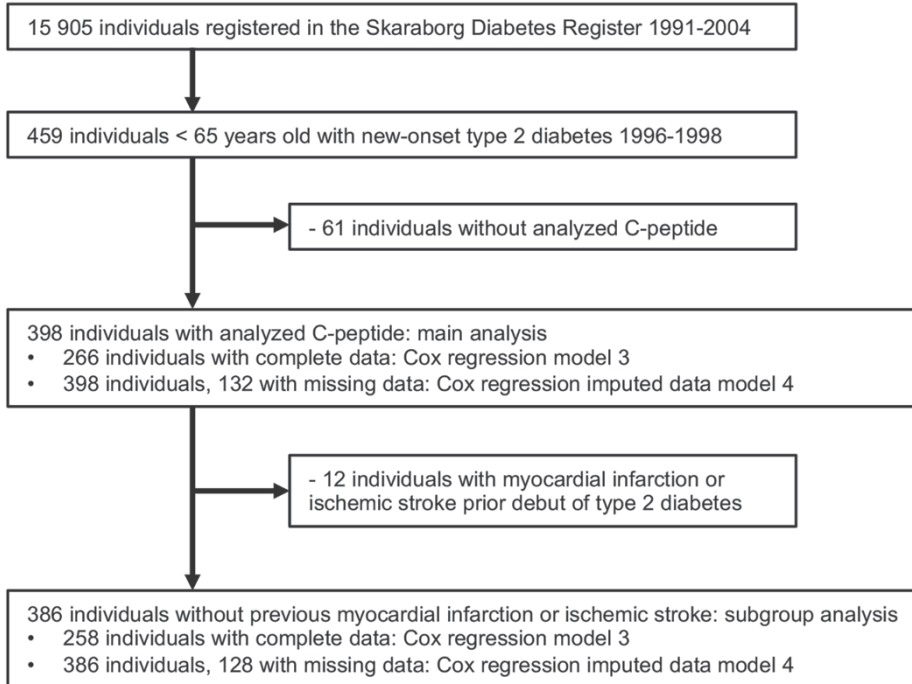 15 905 individuals registered in the Skaraborg Diabetes Register 1991-2004
459 individuals < 65 years old with new-onset type 2 diabetes 1996-1998
- 61 individuals without analyzed C-peptide
398 individuals with analyzed C-peptide: main analysis
• 266 individuals with complete data: Cox regression model 3
• 398 individuals, 132 with missing data: Cox regression imputed data model 4
- 12 individuals with myocardial infarction or
ischemic stroke prior debut of type 2 diabetes
386 individuals without previous myocardial infarction or ischemic stroke: subgroup analysis
• 258 individuals with complete data: Cox regression model 3
• 386 individuals, 128 with missing data: Cox regression imputed data model 4